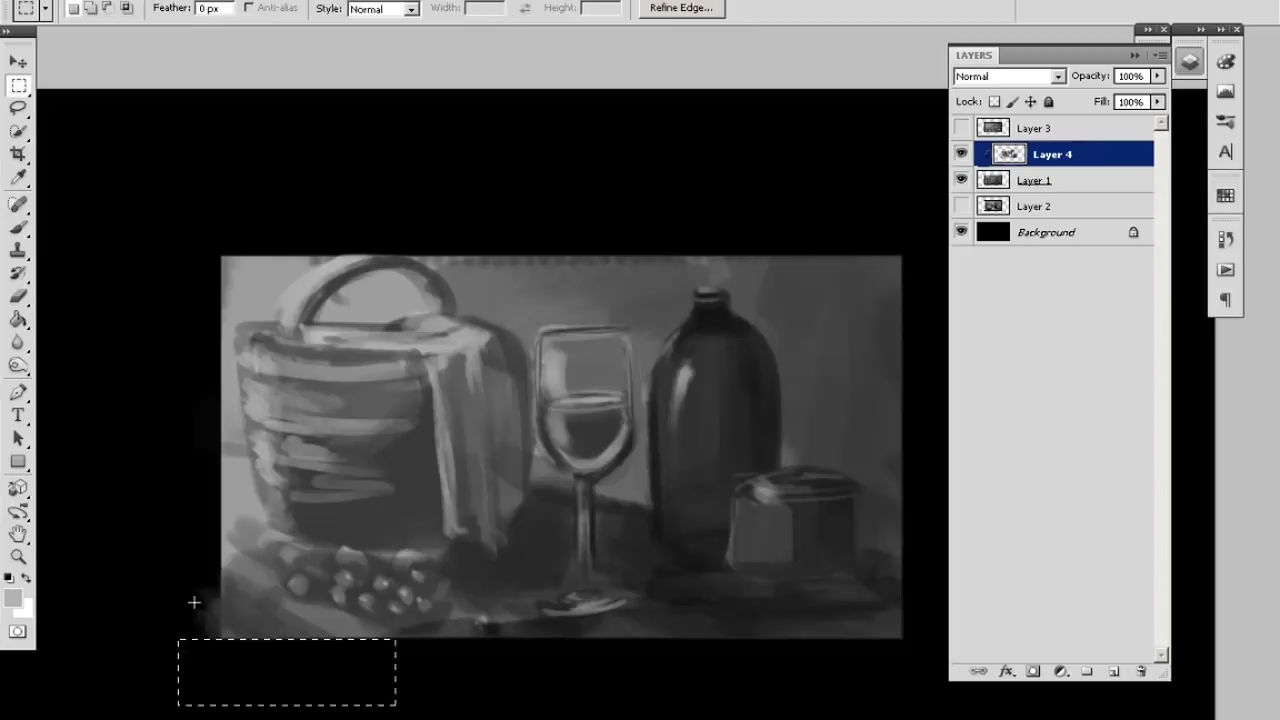 Feather: 0 px Anti-alias Style: Normal Width: Height: Refine Edge...
LAYERS
Normal Opacity: 100%
Lock: Fill: 100%
Layer 3
Layer 4
Layer 1
Layer 2
Background